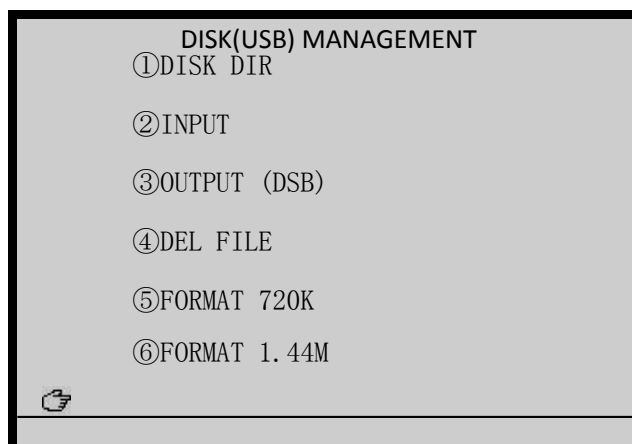 DISK(USB) MANAGEMENT
①DISK DIR
②INPUT
③OUTPUT (DSB)
④DEL FILE
⑤FORMAT 720K
⑥FORMAT 1.44M